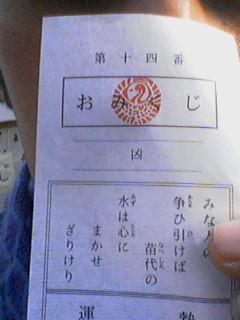 第十四番
おみくじ
凶
みな人の
争ひ引けば
苗代の
水は心に
まかせ
ざりけり
運勢